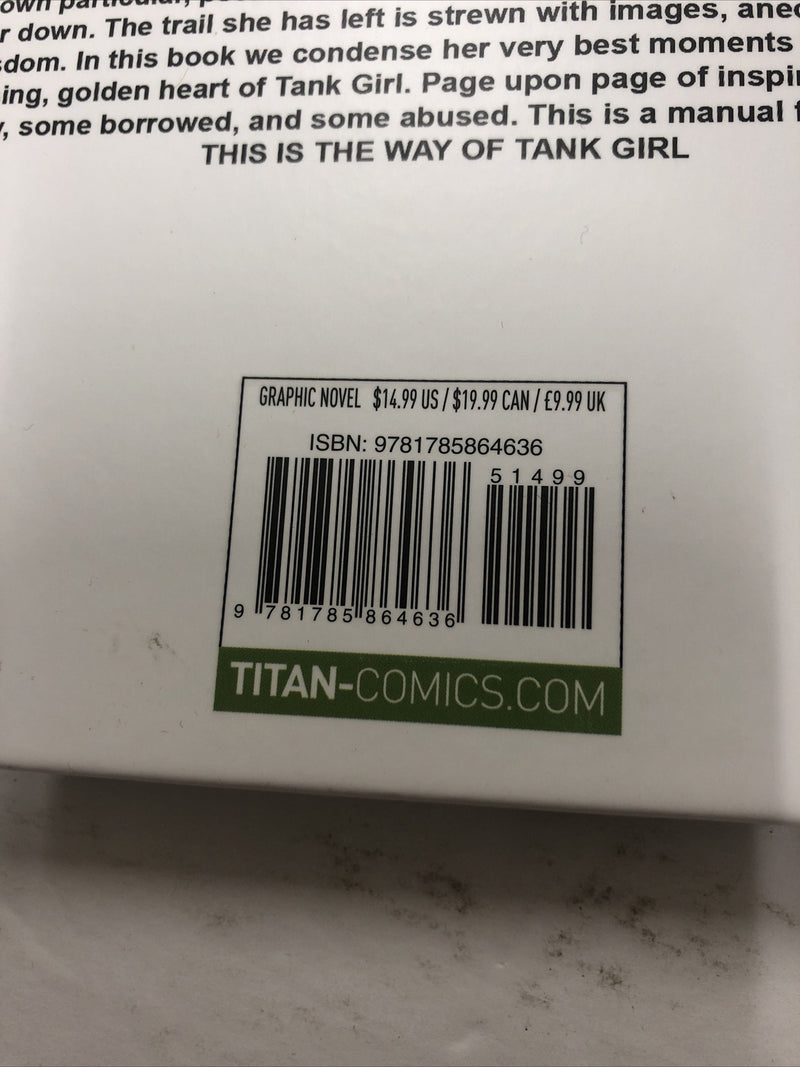 down. The trail she has left is strewn with images,
In this book we condense her very best moments
golden heart of Tank Girl. Page upon page of
some borrowed, and some abused. This is a manual
THIS IS THE WAY OF TANK GIRL
GRAPHIC NOVEL $14.99 US / $19.99 CAN / £9.99 UK
ISBN: 9781785864636
51499
9 781785 864636
TITAN-COMICS.COM